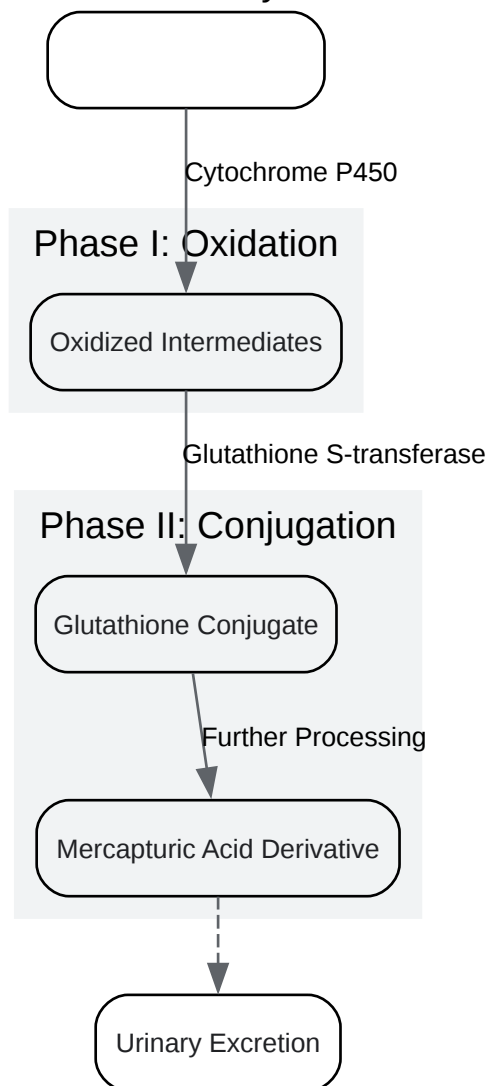 Cytochrome P450
Phase I: Oxidation
Oxidized Intermediates
Glutathione S-transferase
Phase II: Conjugation
Glutathione Conjugate
Further Processing
Mercapturic Acid Derivative
Urinary Excretion